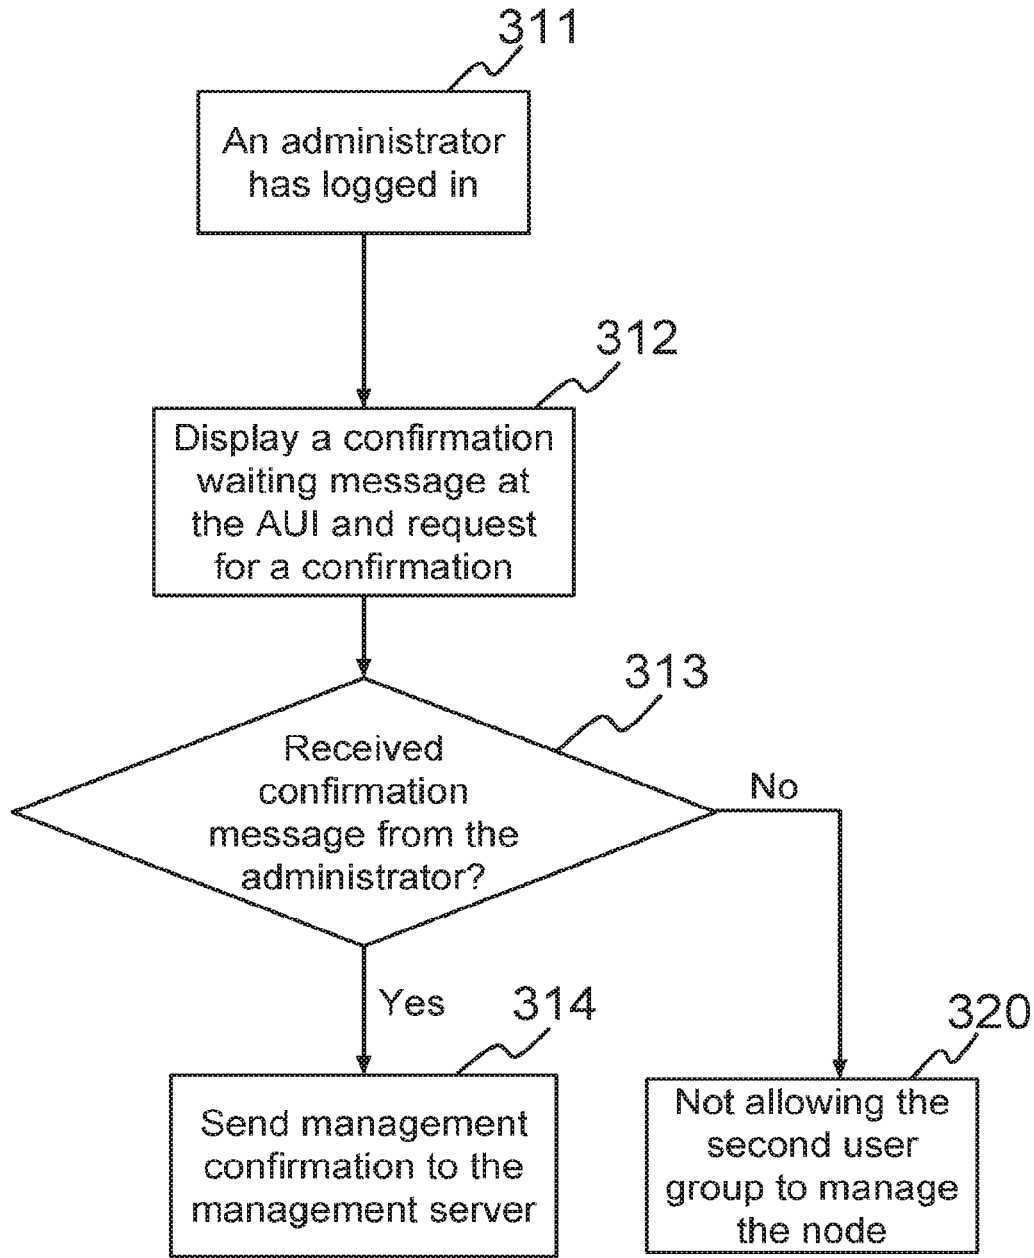 311
An administrator
has logged in
312
Display a confirmation
waiting message at
the AUI and request
for a confirmation
313
Received
confirmation
message from the
administrator?
No
Yes
314
Send management
confirmation to the
management server
320
Not allowing the
second user
group to manage
the node